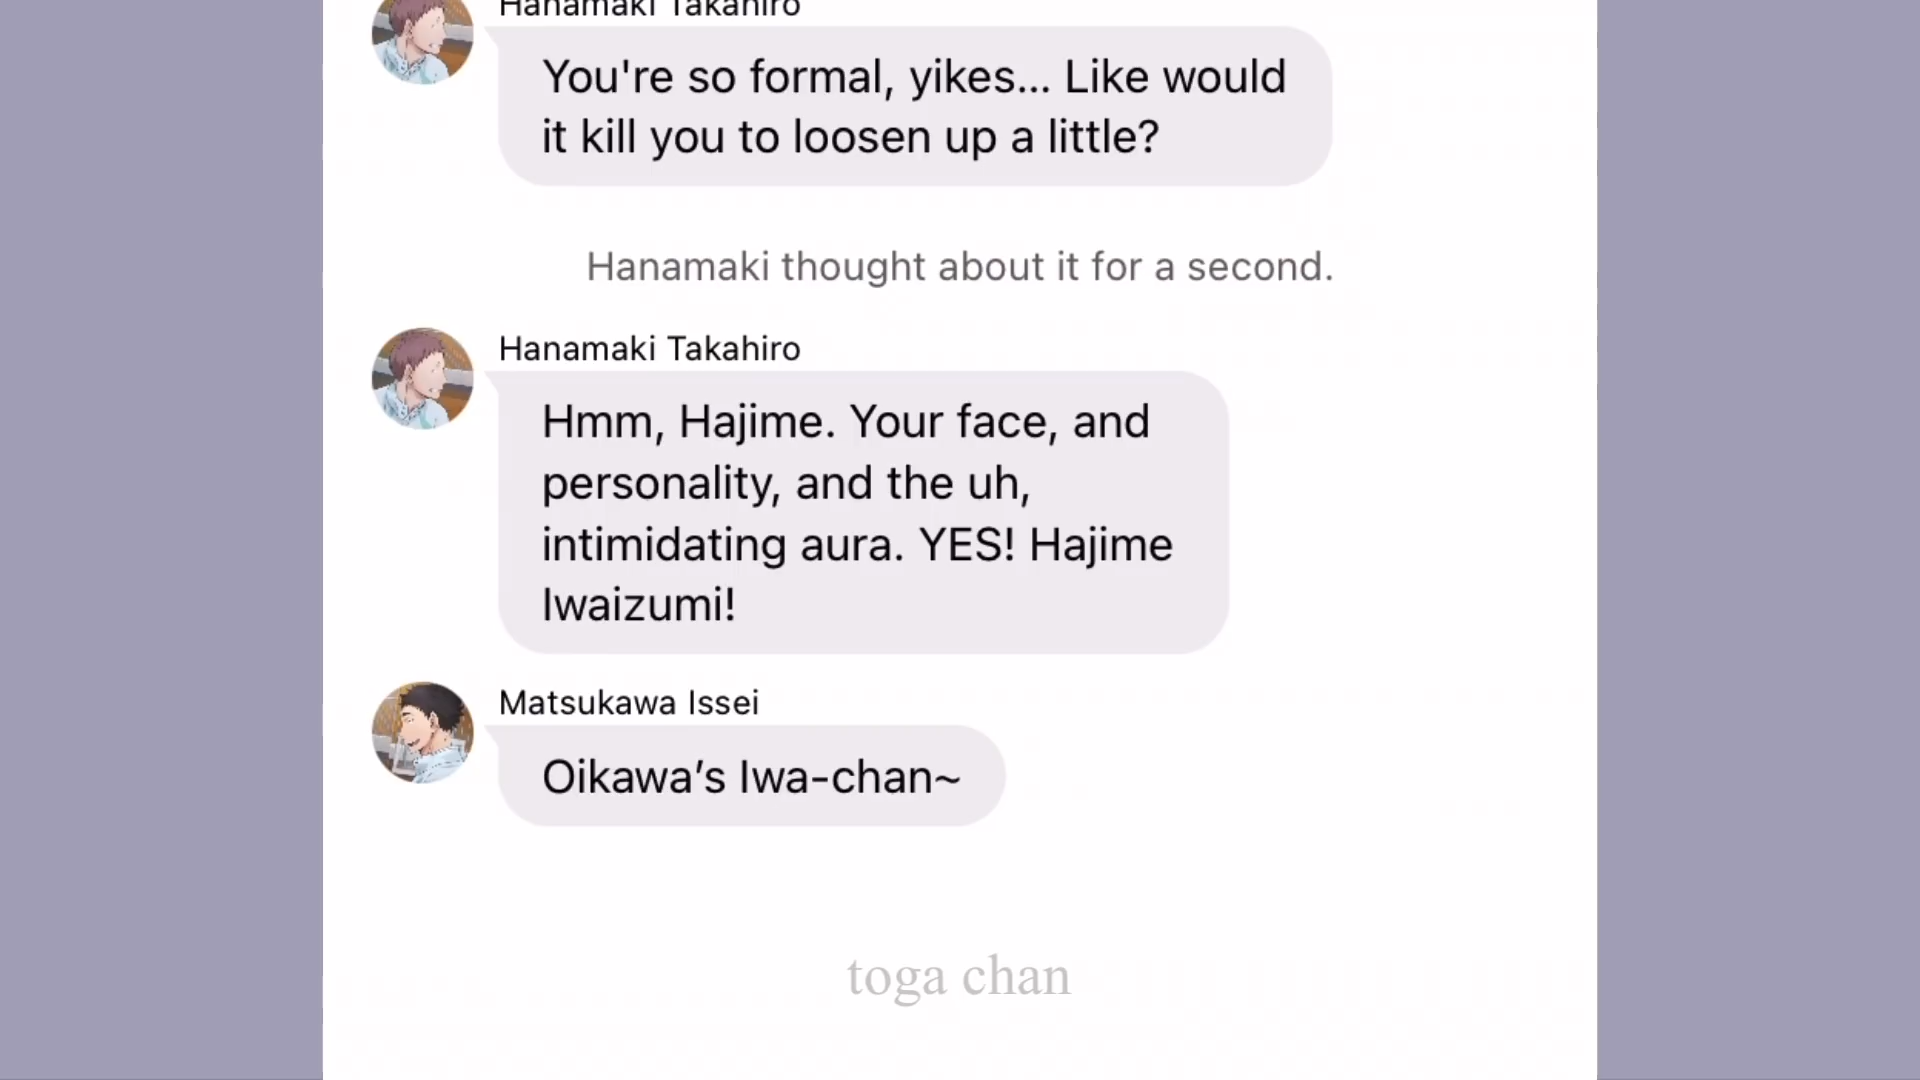 Hanamaki Takahiro
You're so formal, yikes... Like would
it kill you to loosen up a little?
Hanamaki thought about it for a second.
Hanamaki Takahiro
Hmm, Hajime. Your face, and
personality, and the uh,
intimidating aura. YES! Hajime
Iwaizumi!
Matsukawa Issei
Oikawa’s Iwa-chan~
toga chan